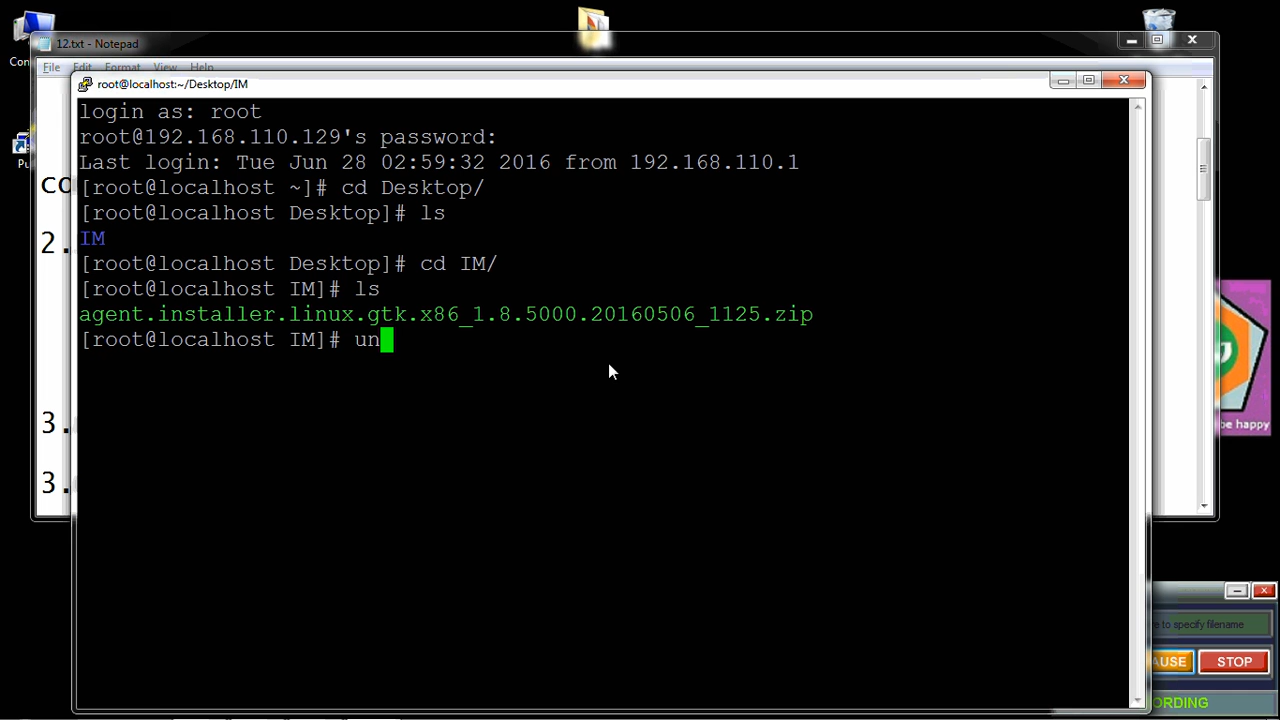 12.txt - Notepad
File Edit Format View Help
root@localhost:~/Desktop/IM
login as: root
root@192.168.110.129's password:
Last login: Tue Jun 28 02:59:32 2016 from 192.168.110.1
[root@localhost ~]# cd Desktop/
[root@localhost Desktop]# ls
IM
[root@localhost Desktop]# cd IM/
[root@localhost IM]# ls
agent.installer.linux.gtk.x86_1.8.5000.20160506_1125.zip
[root@localhost IM]# un
Con
Pu
co
2.
3.
3.
be happy
re to specify filename
AUSE
STOP
ORDING